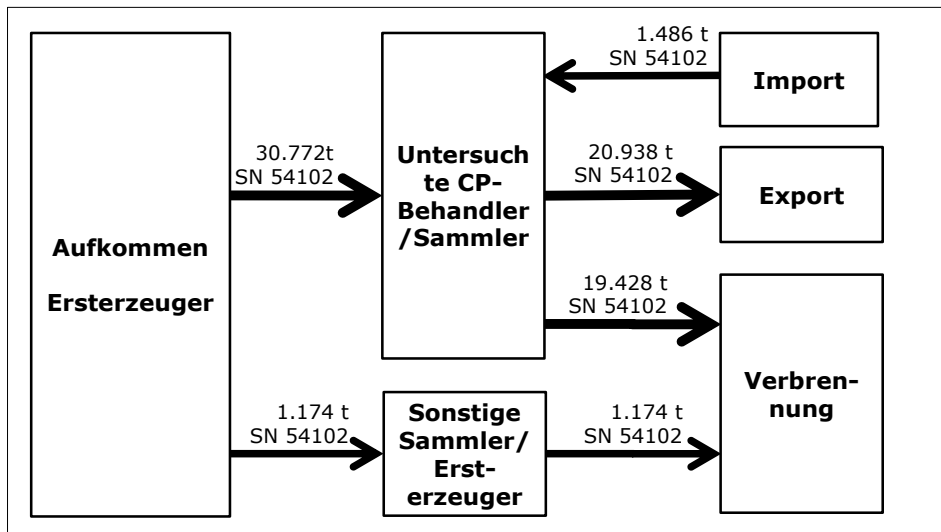 Aufkommen
Ersterzeuger
30.772t
SN 54102
1.174 t
SN 54102
Untersuch
te CP-
Behandler
/Sammler
Sonstige
Sammler/
Erst-
erzeuger
1.486 t
SN 54102
20.938 t
SN 54102
19.428 t
SN 54102
1.174 t
SN 54102
Import
Export
Verbren-
nung